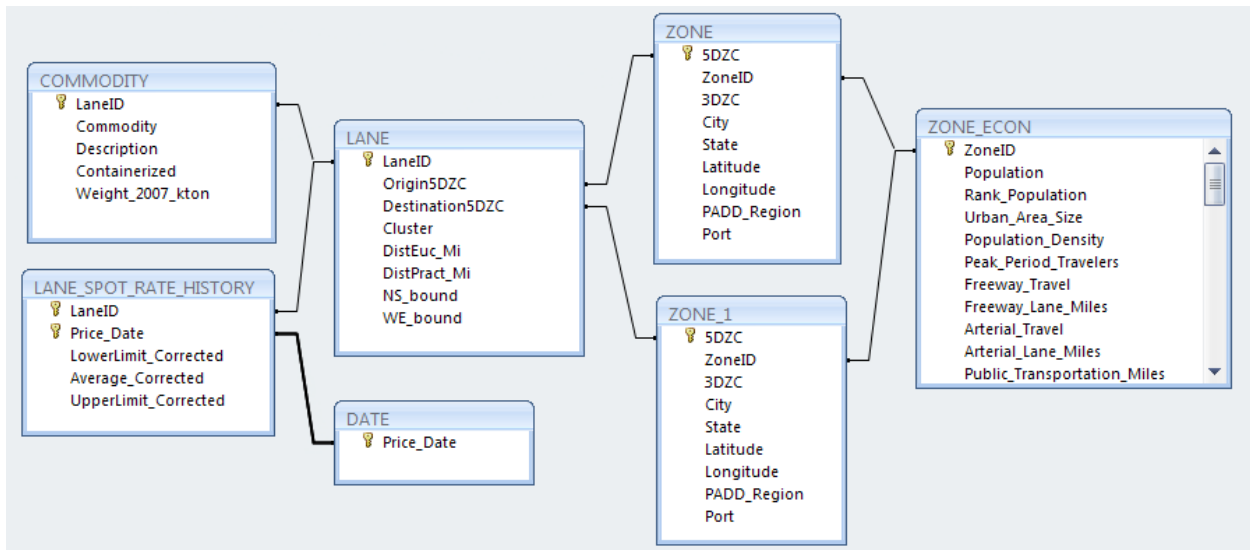 COMMODITY
LaneID
Commodity
Description
Containerized
Weight_2007_kton
LANE_SPOT_RATE_HISTORY
LaneID
Price_Date
LowerLimit_Corrected
Average_Corrected
UpperLimit_Corrected
LANE
LaneID
Origin5DZC
Destination5DZC
Cluster
DistEuc_Mi
DistPract_Mi
NS_bound
WE_bound
DATE
Price_Date
ZONE
5DZC
ZoneID
3DZC
City
State
Latitude
Longitude
PADD_Region
Port
ZONE_1
5DZC
ZoneID
3DZC
City
State
Latitude
Longitude
PADD_Region
Port
ZONE_ECON
ZoneID
Population
Rank_Population
Urban_Area_Size
Population_Density
Peak_Period_Travelers
Freeway_Travel
Freeway_Lane_Miles
Arterial_Travel
Arterial_Lane_Miles
Public_Transportation_Miles